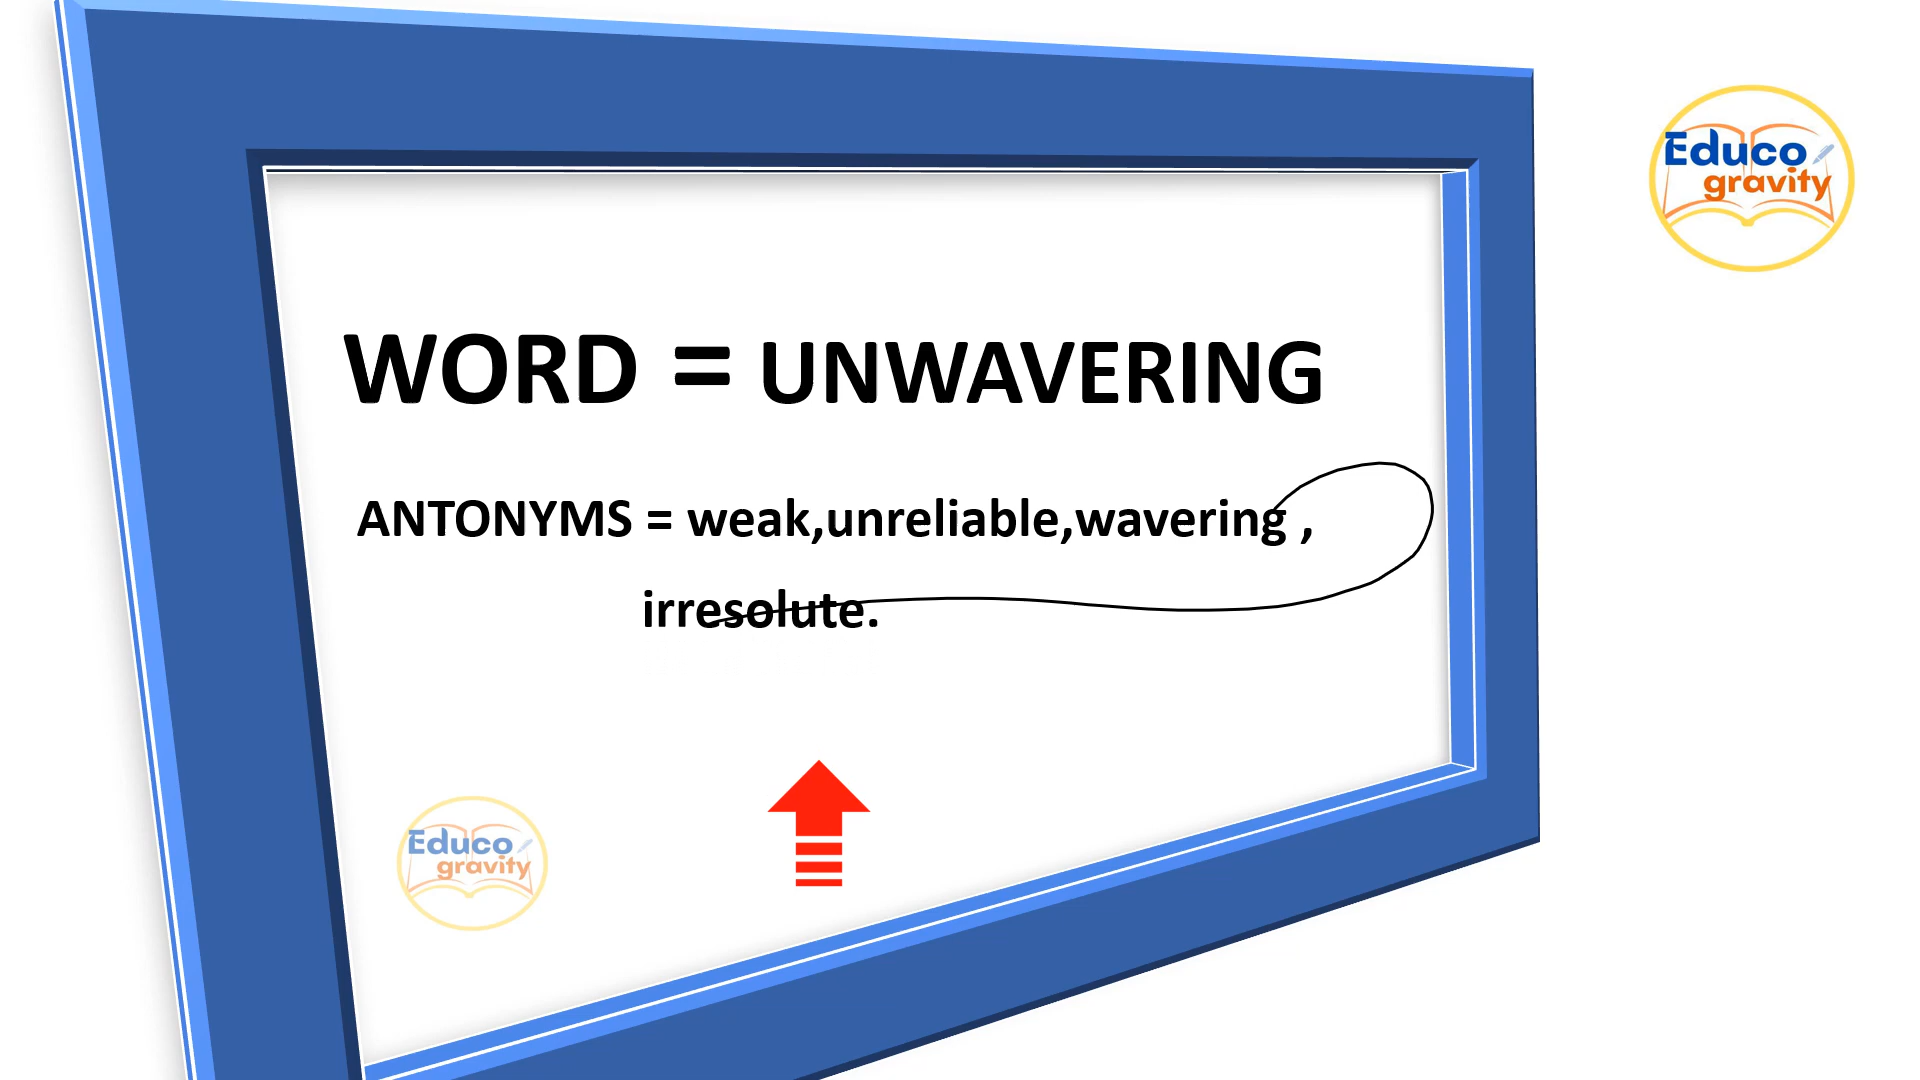 Educo
gravity
WORD = UNWAVERING
ANTONYMS = weak,unreliable,wavering ,
irresolute.
Educo
gravity